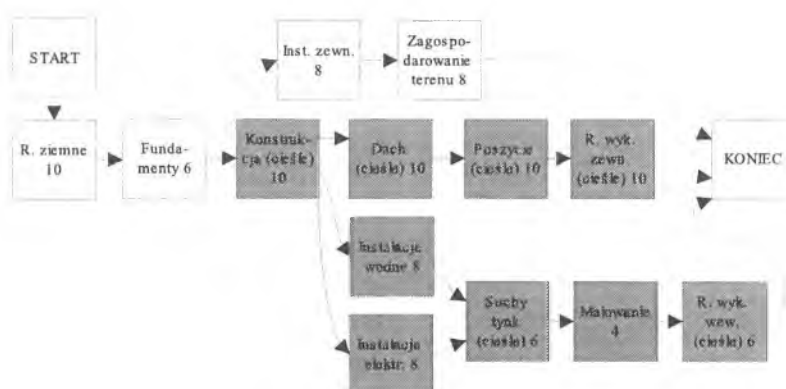 START
Inst. zewn.
8
Zagospo-
darowanie
terenu 8
R. ziemne
10
Funda-
menty 6
Konstruk-
cja (cieśle)
10
Dach
(cieśle) 10
Poszycie
(cieśle) 10
R. wyk.
zewn.
(cieśle) 10
KONIEC
Instalacje
wodne 8
Instalacje
elektr. 8
Suchy
tynk
(cieśle) 6
Malowanie
4
R. wyk.
wew.
(cieśle) 6